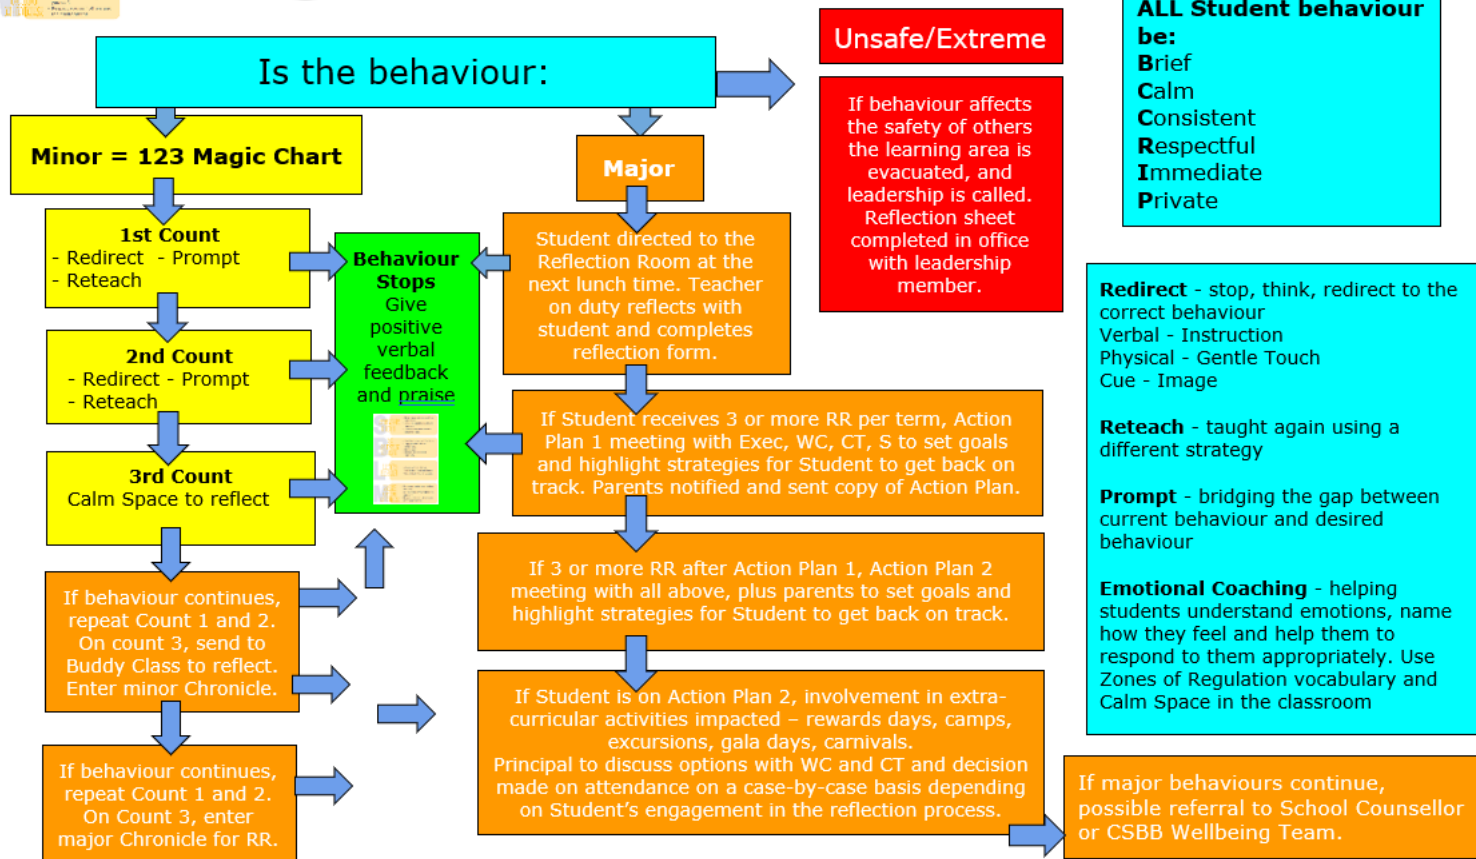 Is the behaviour:
Minor = 123 Magic Chart
1st Count
- Redirect - Prompt
- Reteach
2nd Count
- Redirect - Prompt
- Reteach
3rd Count
Calm Space to reflect
If behaviour continues,
repeat Count 1 and 2.
On count 3, send to
Buddy Class to reflect.
Enter minor Chronicle.
If behaviour continues,
repeat Count 1 and 2.
On Count 3, enter
major Chronicle for RR.
Behaviour
Stops
Give
positive
verbal
feedback
and praise
Major
Student directed to the
Reflection Room at the
next lunch time. Teacher
on duty reflects with
student and completes
reflection form.
If Student receives 3 or more RR per term, Action
Plan 1 meeting with Exec, WC, CT, S to set goals
and highlight strategies for Student to get back on
track. Parents notified and sent copy of Action Plan.
If 3 or more RR after Action Plan 1, Action Plan 2
meeting with all above, plus parents to set goals and
highlight strategies for Student to get back on track.
If Student is on Action Plan 2, involvement in extra-
curricular activities impacted – rewards days, camps,
excursions, gala days, carnivals.
Principal to discuss options with WC and CT and decision
made on attendance on a case-by-case basis depending
on Student's engagement in the reflection process.
If major behaviours continue,
possible referral to School Counsellor
or CSBB Wellbeing Team.
Unsafe/Extreme
If behaviour affects
the safety of others
the learning area is
evacuated, and
leadership is called.
Reflection sheet
completed in office
with leadership
member.
ALL Student behaviour
be:
Brief
Calm
Consistent
Respectful
Immediate
Private
Redirect - stop, think, redirect to the
correct behaviour
Verbal - Instruction
Physical - Gentle Touch
Cue - Image
Reteach - taught again using a
different strategy
Prompt - bridging the gap between
current behaviour and desired
behaviour
Emotional Coaching - helping
students understand emotions, name
how they feel and help them to
respond to them appropriately. Use
Zones of Regulation vocabulary and
Calm Space in the classroom